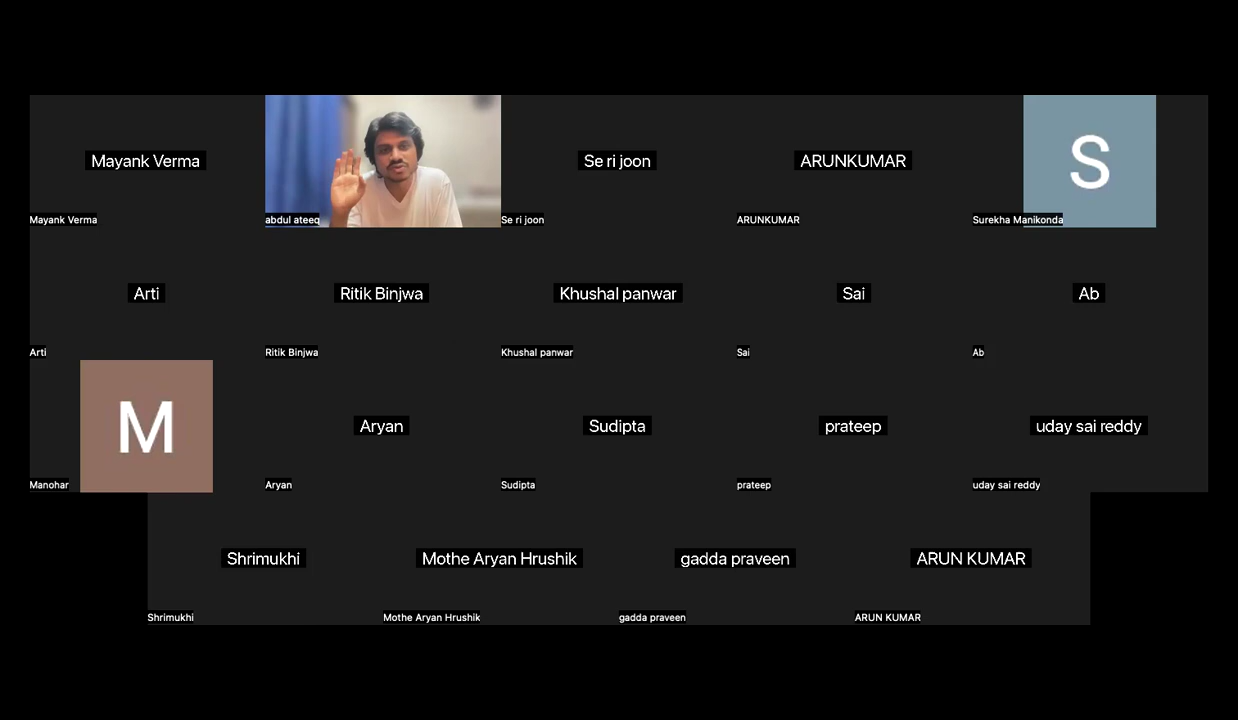 Mayank Verma
Se ri joon
ARUNKUMAR
S
Mayank Verma
abdul ateeq
Se ri joon
ARUNKUMAR
Surekha Manikonda
Arti
Ritik Binjwa
Khushal panwar
Sai
Ab
Arti
Ritik Binjwa
Khushal panwar
Sai
Ab
M
Aryan
Sudipta
prateep
uday sai reddy
Manohar
Aryan
Sudipta
prateep
uday sai reddy
Shrimukhi
Mothe Aryan Hrushik
gadda praveen
ARUN KUMAR
Shrimukhi
Mothe Aryan Hrushik
gadda praveen
ARUN KUMAR